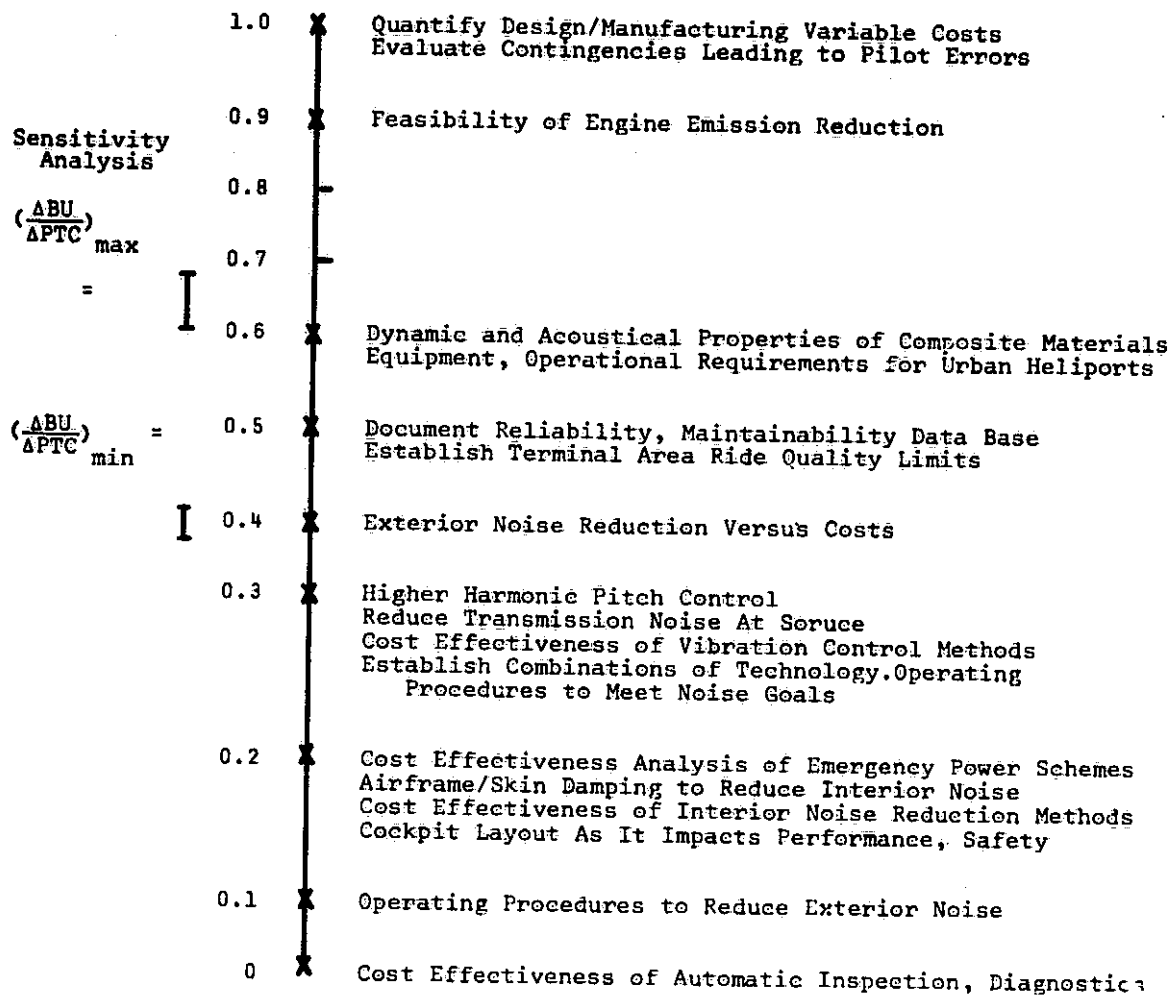 1.0 Quantify Design/Manufacturing Variable Costs
Evaluate Contingencies Leading to Pilot Errors
0.9 Feasibility of Engine Emission Reduction
Sensitivity
Analysis
0.8
(ΔBU/ΔPTC)max
0.7
=
0.6 Dynamic and Acoustical Properties of Composite Materials
Equipment, Operational Requirements for Urban Heliports
(ΔBU/ΔPTC)min = 0.5 Document Reliability, Maintainability Data Base
Establish Terminal Area Ride Quality Limits
0.4 Exterior Noise Reduction Versus Costs
0.3 Higher Harmonic Pitch Control
Reduce Transmission Noise At Soruce
Cost Effectiveness of Vibration Control Methods
Establish Combinations of Technology.Operating
Procedures to Meet Noise Goals
0.2 Cost Effectiveness Analysis of Emergency Power Schemes
Airframe/Skin Damping to Reduce Interior Noise
Cost Effectiveness of Interior Noise Reduction Methods
Cockpit Layout As It Impacts Performance, Safety
0.1 Operating Procedures to Reduce Exterior Noise
0 Cost Effectiveness of Automatic Inspection, Diagnostics